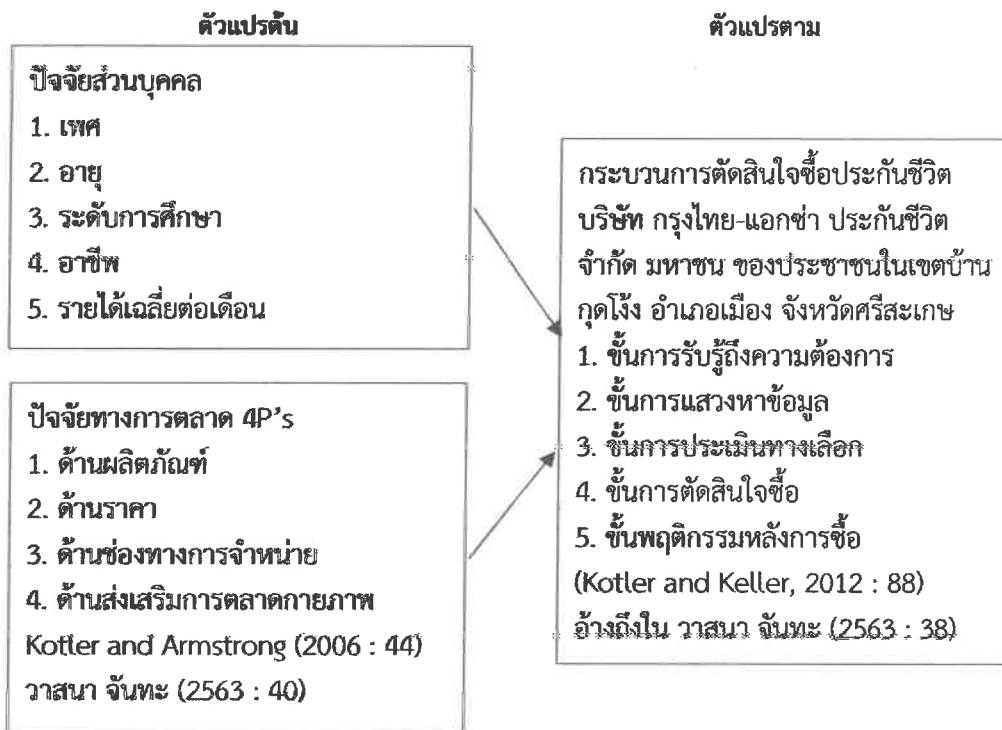 ตัวแปรต้น
ปัจจัยส่วนบุคคล
1. เพศ
2. อายุ
3. ระดับการศึกษา
4. อาชีพ
5. รายได้เฉลี่ยต่อเดือน
ปัจจัยทางการตลาด 4P's
1. ด้านผลิตภัณฑ์
2. ด้านราคา
3. ด้านช่องทางการจำหน่าย
4. ด้านส่งเสริมการตลาดกายภาพ
Kotler and Armstrong (2006 : 44)
วาสนา จันทะ (2563 : 40)
ตัวแปรตาม
กระบวนการตัดสินใจซื้อประกันชีวิต
บริษัท กรุงไทย-แอกซ่า ประกันชีวิต
จำกัด มหาชน ของประชาชนในเขตบ้าน
กุดโง้ง อำเภอเมือง จังหวัดศรีสะเกษ
1. ขั้นการรับรู้ถึงความต้องการ
2. ขั้นการแสวงหาข้อมูล
3. ขั้นการประเมินทางเลือก
4. ขั้นการตัดสินใจซื้อ
5. ขั้นพฤติกรรมหลังการซื้อ
(Kotler and Keller, 2012 : 88)
อ้างถึงใน วาสนา จันทะ (2563 : 38)